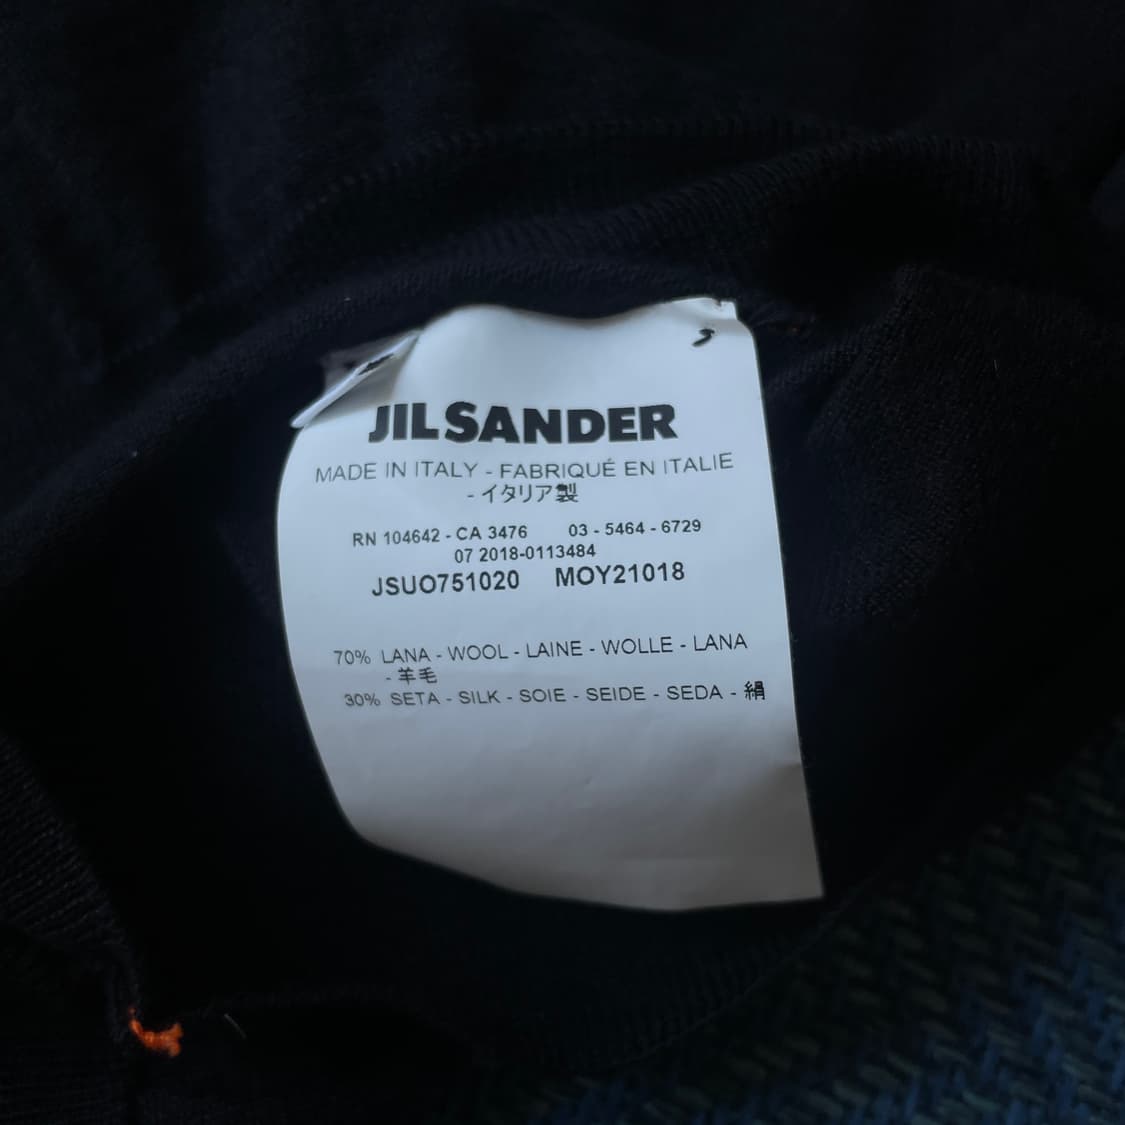 JIL SANDER
MADE IN ITALY - FABRIQUÉ EN ITALIE
- イタリア製
RN 104642 - CA 3476 03 - 5464 - 6729
07 2018-0113484
JSUO751020 MOY21018
70% LANA - WOOL - LAINE - WOLLE - LANA
- 羊毛
30% SETA - SILK - SOIE - SEIDE - SEDA - 絹